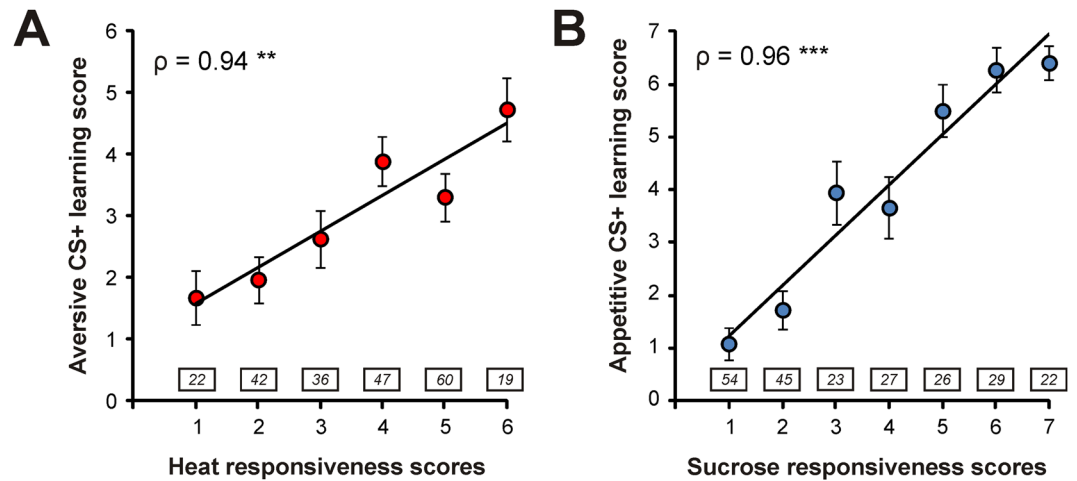 A
ρ = 0.94 **
Aversive CS+ learning score
6
5
4
3
2
1
0
22 42 36 47 60 19
1 2 3 4 5 6
Heat responsiveness scores
B
ρ = 0.96 ***
Appetitive CS+ learning score
7
6
5
4
3
2
1
0
54 45 23 27 26 29 22
1 2 3 4 5 6 7
Sucrose responsiveness scores